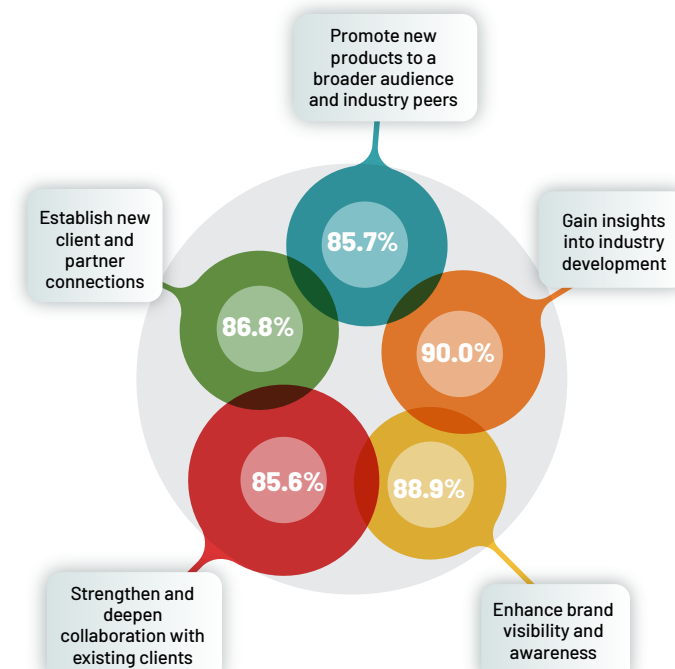 Promote new
products to a
broader audience
and industry peers
85.7%
Establish new
client and
partner
connections
86.8%
Gain insights
into industry
development
90.0%
85.6%
88.9%
Strengthen and
deepen
collaboration with
existing clients
Enhance brand
visibility and
awareness